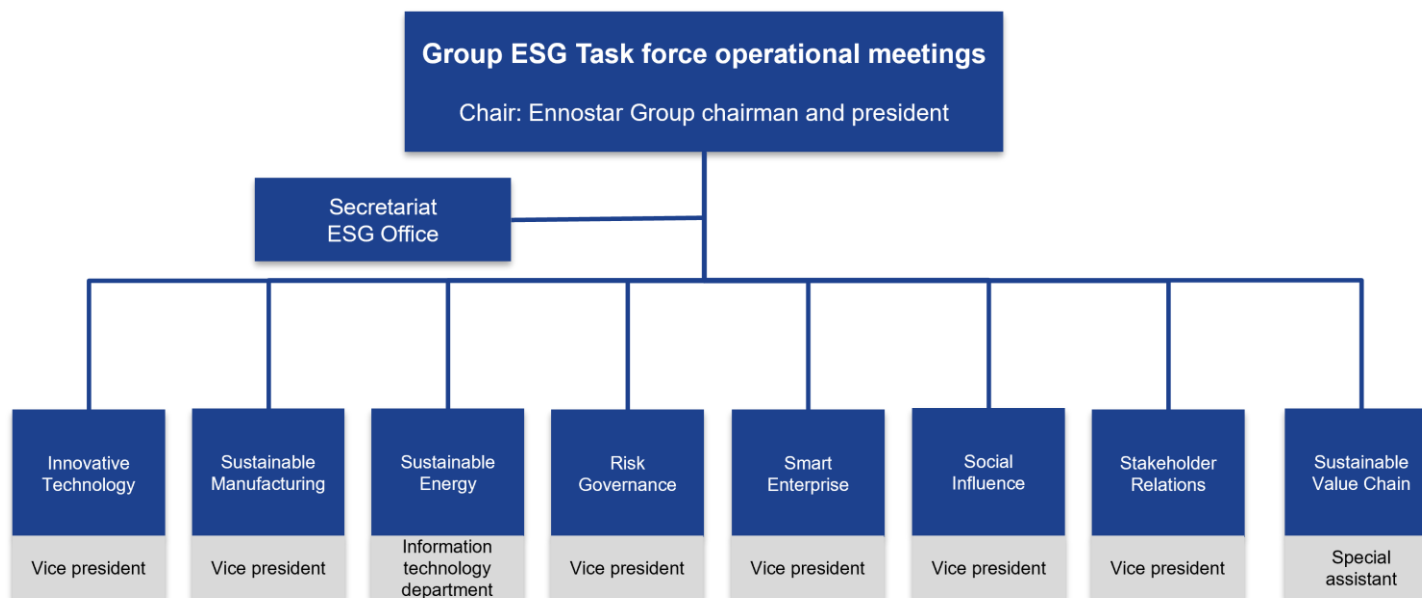 Group ESG Task force operational meetings
Chair: Ennostar Group chairman and president
Secretariat
ESG Office
Innovative
Technology
Vice president
Sustainable
Manufacturing
Vice president
Sustainable
Energy
Information
technology
department
Risk
Governance
Vice president
Smart
Enterprise
Vice president
Social
Influence
Vice president
Stakeholder
Relations
Vice president
Sustainable
Value Chain
Special
assistant